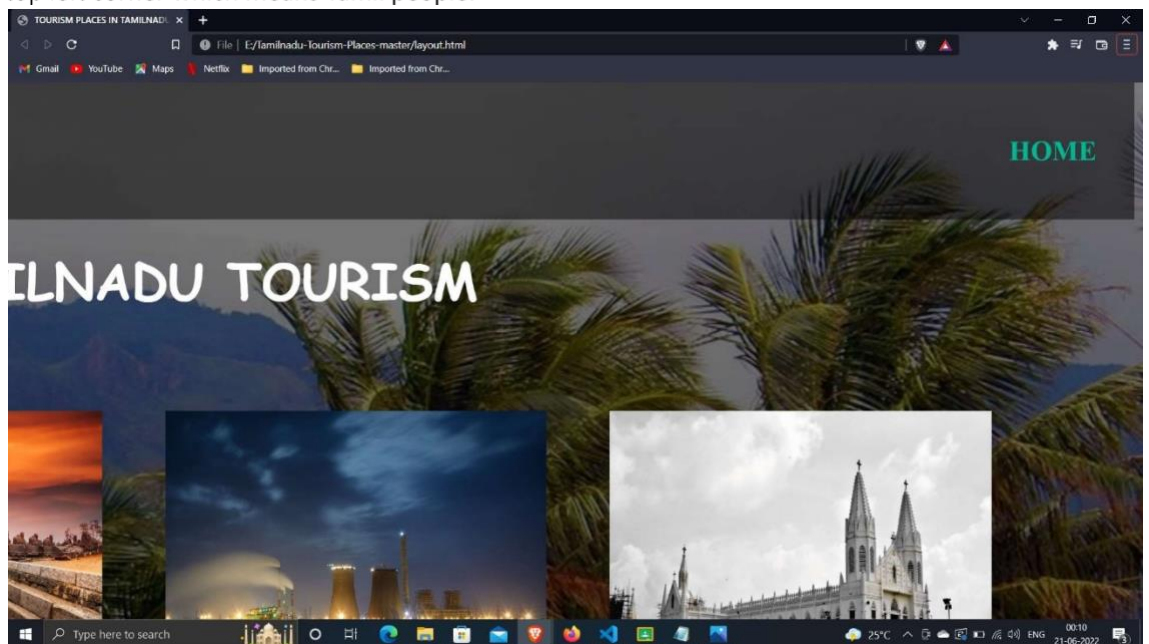 TOURISM PLACES IN TAMILNADU
File | E:/Tamilnadu-Tourism-Places-master/layout.html
Gmail YouTube Maps Netflix Imported from Chr... Imported from Chr...
HOME
ILNADU TOURISM
Type here to search
25°C ENG
00:10
21-06-2022